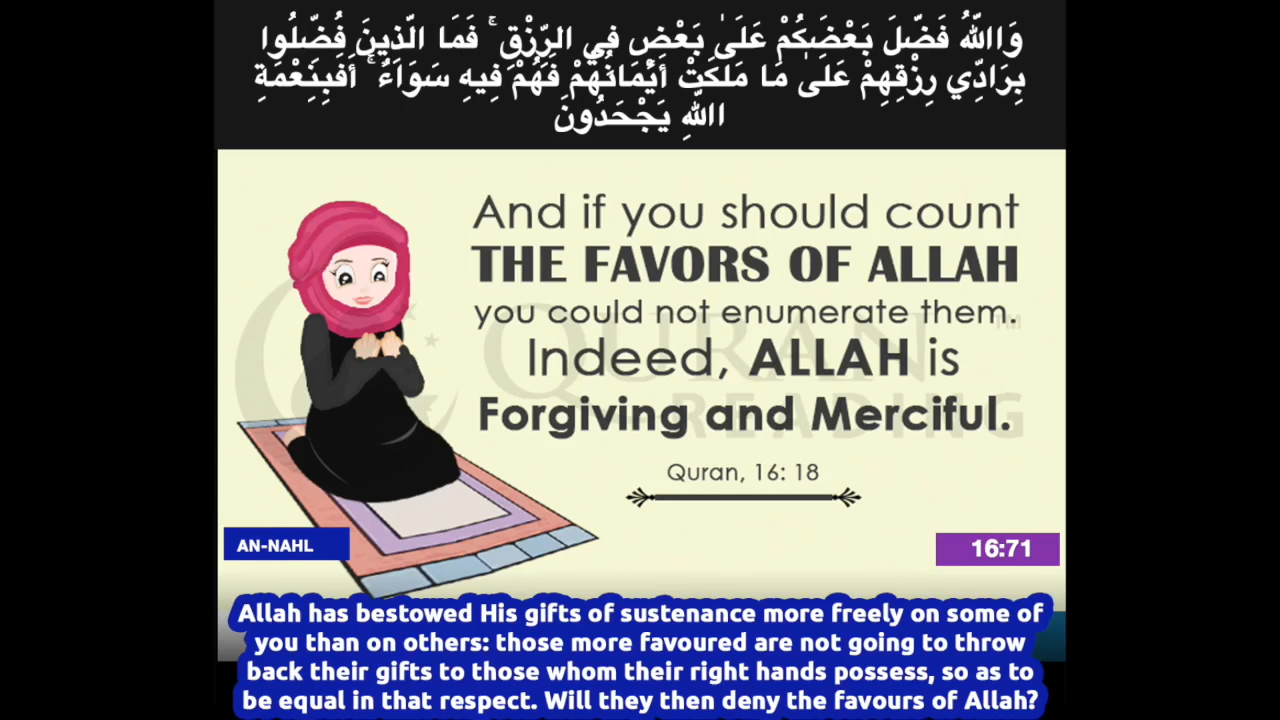 وَاللَّهُ فَضَّلَ بَعْضَكُمْ عَلَىٰ بَعْضٍ فِي الرِّزْقِ ۚ فَمَا الَّذِينَ فُضِّلُوا
بِرَادِّي رِزْقِهِمْ عَلَىٰ مَا مَلَكَتْ أَيْمَانُهُمْ فَهُمْ فِيهِ سَوَاءٌ ۚ أَفَبِنِعْمَةِ
اللَّهِ يَجْحَدُونَ
And if you should count
THE FAVORS OF ALLAH
you could not enumerate them.
Indeed, ALLAH is
Forgiving and Merciful.
Quran, 16: 18
QURAN
READING
AN-NAHL
16:71
Allah has bestowed His gifts of sustenance more freely on some of
you than on others: those more favoured are not going to throw
back their gifts to those whom their right hands possess, so as to
be equal in that respect. Will they then deny the favours of Allah?